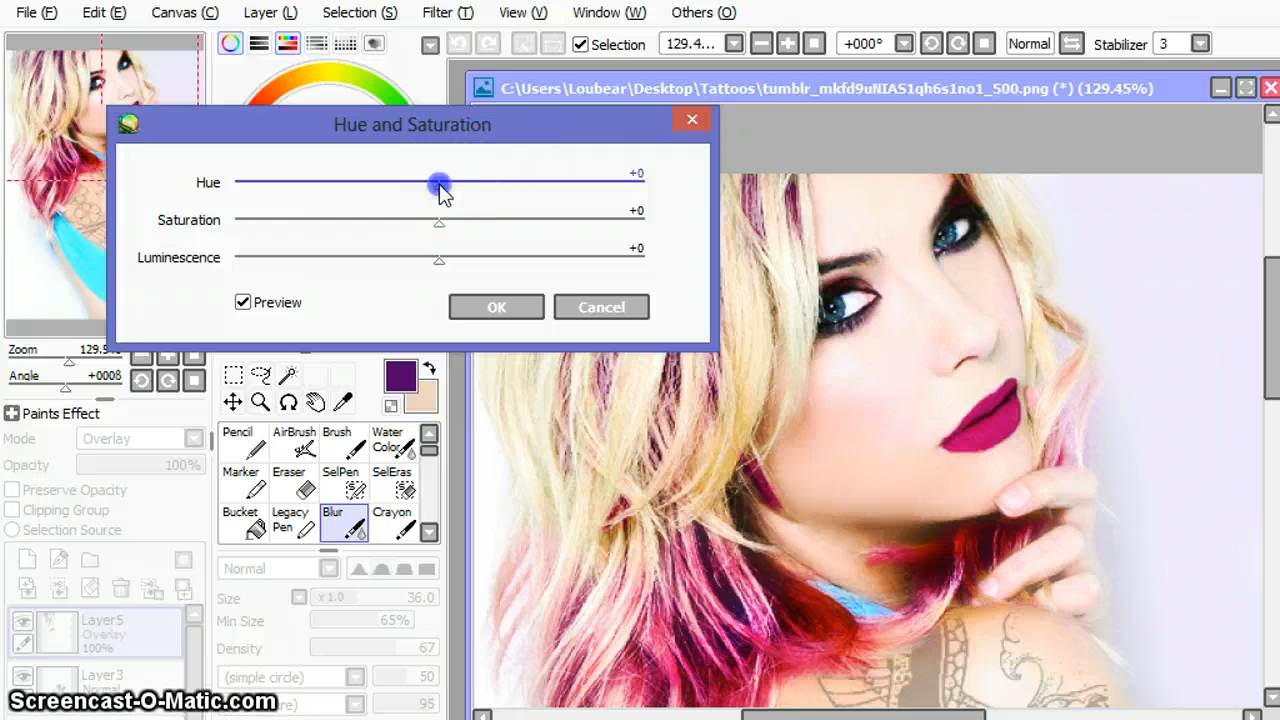 File (F) Edit (E) Canvas (C) Layer (L) Selection (S) Filter (T) View (V) Window (W) Others (O)
Selection 129.4... +000° Normal Stabilizer 3
C:\Users\Loubear\Desktop\Tattoos\tumblr_mkfd9uNIAS1qh6s1no1_500.png (*) (129.45%)
Hue and Saturation
Hue +0
Saturation +0
Luminescence +0
Preview OK Cancel
Zoom
Angle
Paints Effect
Mode Overlay
Opacity 100%
Preserve Opacity
Clipping Group
Selection Source
Layer5
Overlay
100%
Layer3
Pencil AirBrush Brush Water Color
Marker Eraser SelPen SelEras
Bucket Legacy Pen Blur Crayon
Normal
Size x 1.0 36.0
Min Size 65%
Density 67
(simple circle) 50
95
Screencast-O-Matic.com